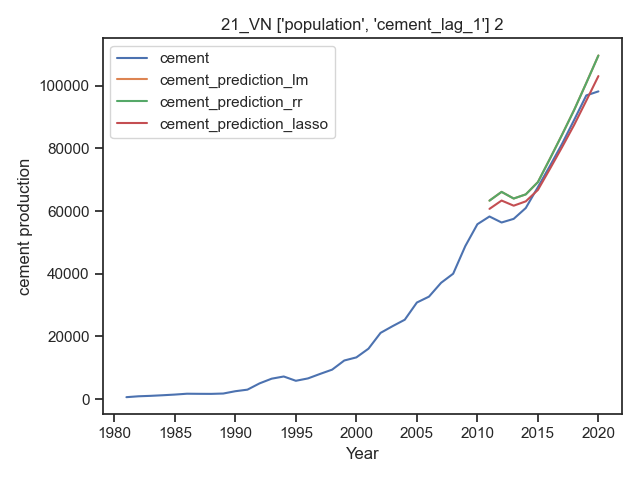 21_VN ['population', 'cement_lag_1'] 2
cement
cement_prediction_lm
cement_prediction_rr
cement_prediction_lasso
cement production
100000
80000
60000
40000
20000
0
1980 1985 1990 1995 2000 2005 2010 2015 2020
Year